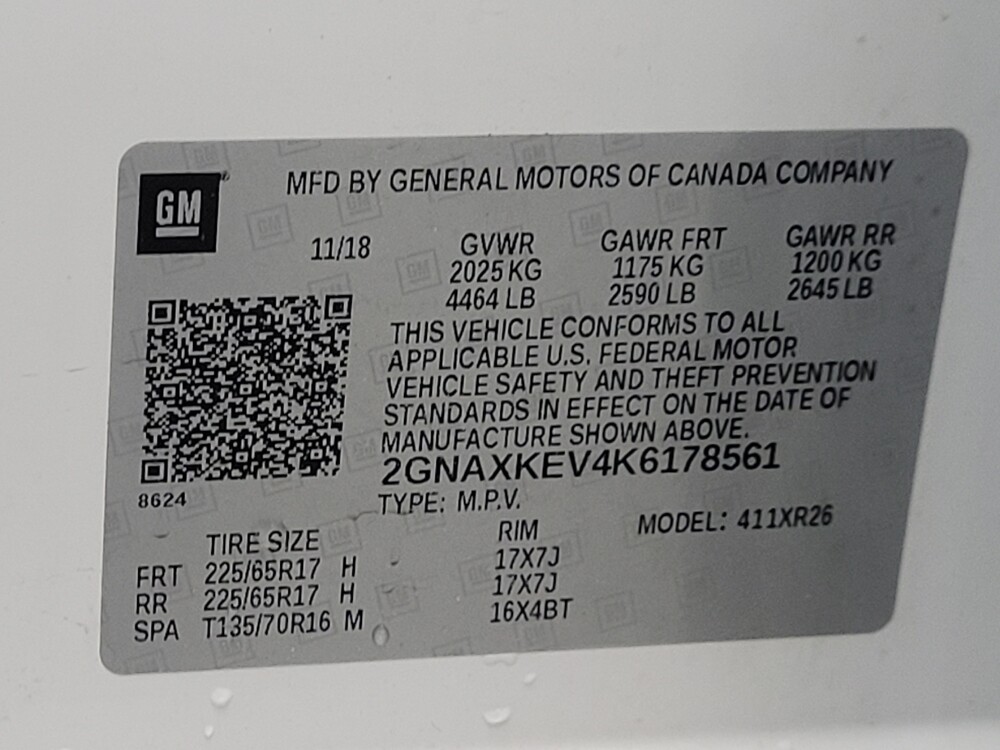 GM
MFD BY GENERAL MOTORS OF CANADA COMPANY
11/18 GVWR GAWR FRT GAWR RR
2025 KG 1175 KG 1200 KG
4464 LB 2590 LB 2645 LB
THIS VEHICLE CONFORMS TO ALL
APPLICABLE U.S. FEDERAL MOTOR
VEHICLE SAFETY AND THEFT PREVENTION
STANDARDS IN EFFECT ON THE DATE OF
MANUFACTURE SHOWN ABOVE.
2GNAXKEV4K6178561
8624
TYPE: M.P.V.
MODEL: 411XR26
TIRE SIZE RIM
FRT 225/65R17 H 17X7J
RR 225/65R17 H 17X7J
SPA T135/70R16 M 16X4BT